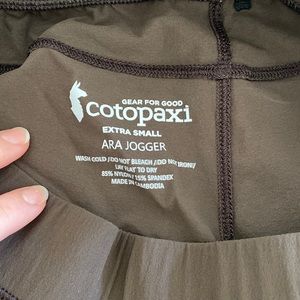 GEAR FOR GOOD
cotopaxi
EXTRA SMALL
ARA JOGGER
WASH COLD / DO NOT BLEACH / DO NOT IRON/
LAY FLAT TO DRY
85% NYLON / 15% SPANDEX
MADE IN CAMBODIA